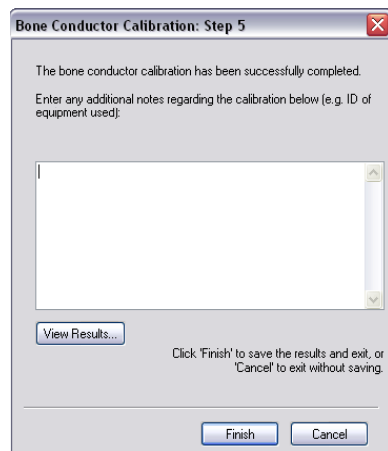 Bone Conductor Calibration: Step 5
The bone conductor calibration has been successfully completed.
Enter any additional notes regarding the calibration below (e.g. ID of
equipment used):
View Results...
Click 'Finish' to save the results and exit, or
'Cancel' to exit without saving.
Finish
Cancel